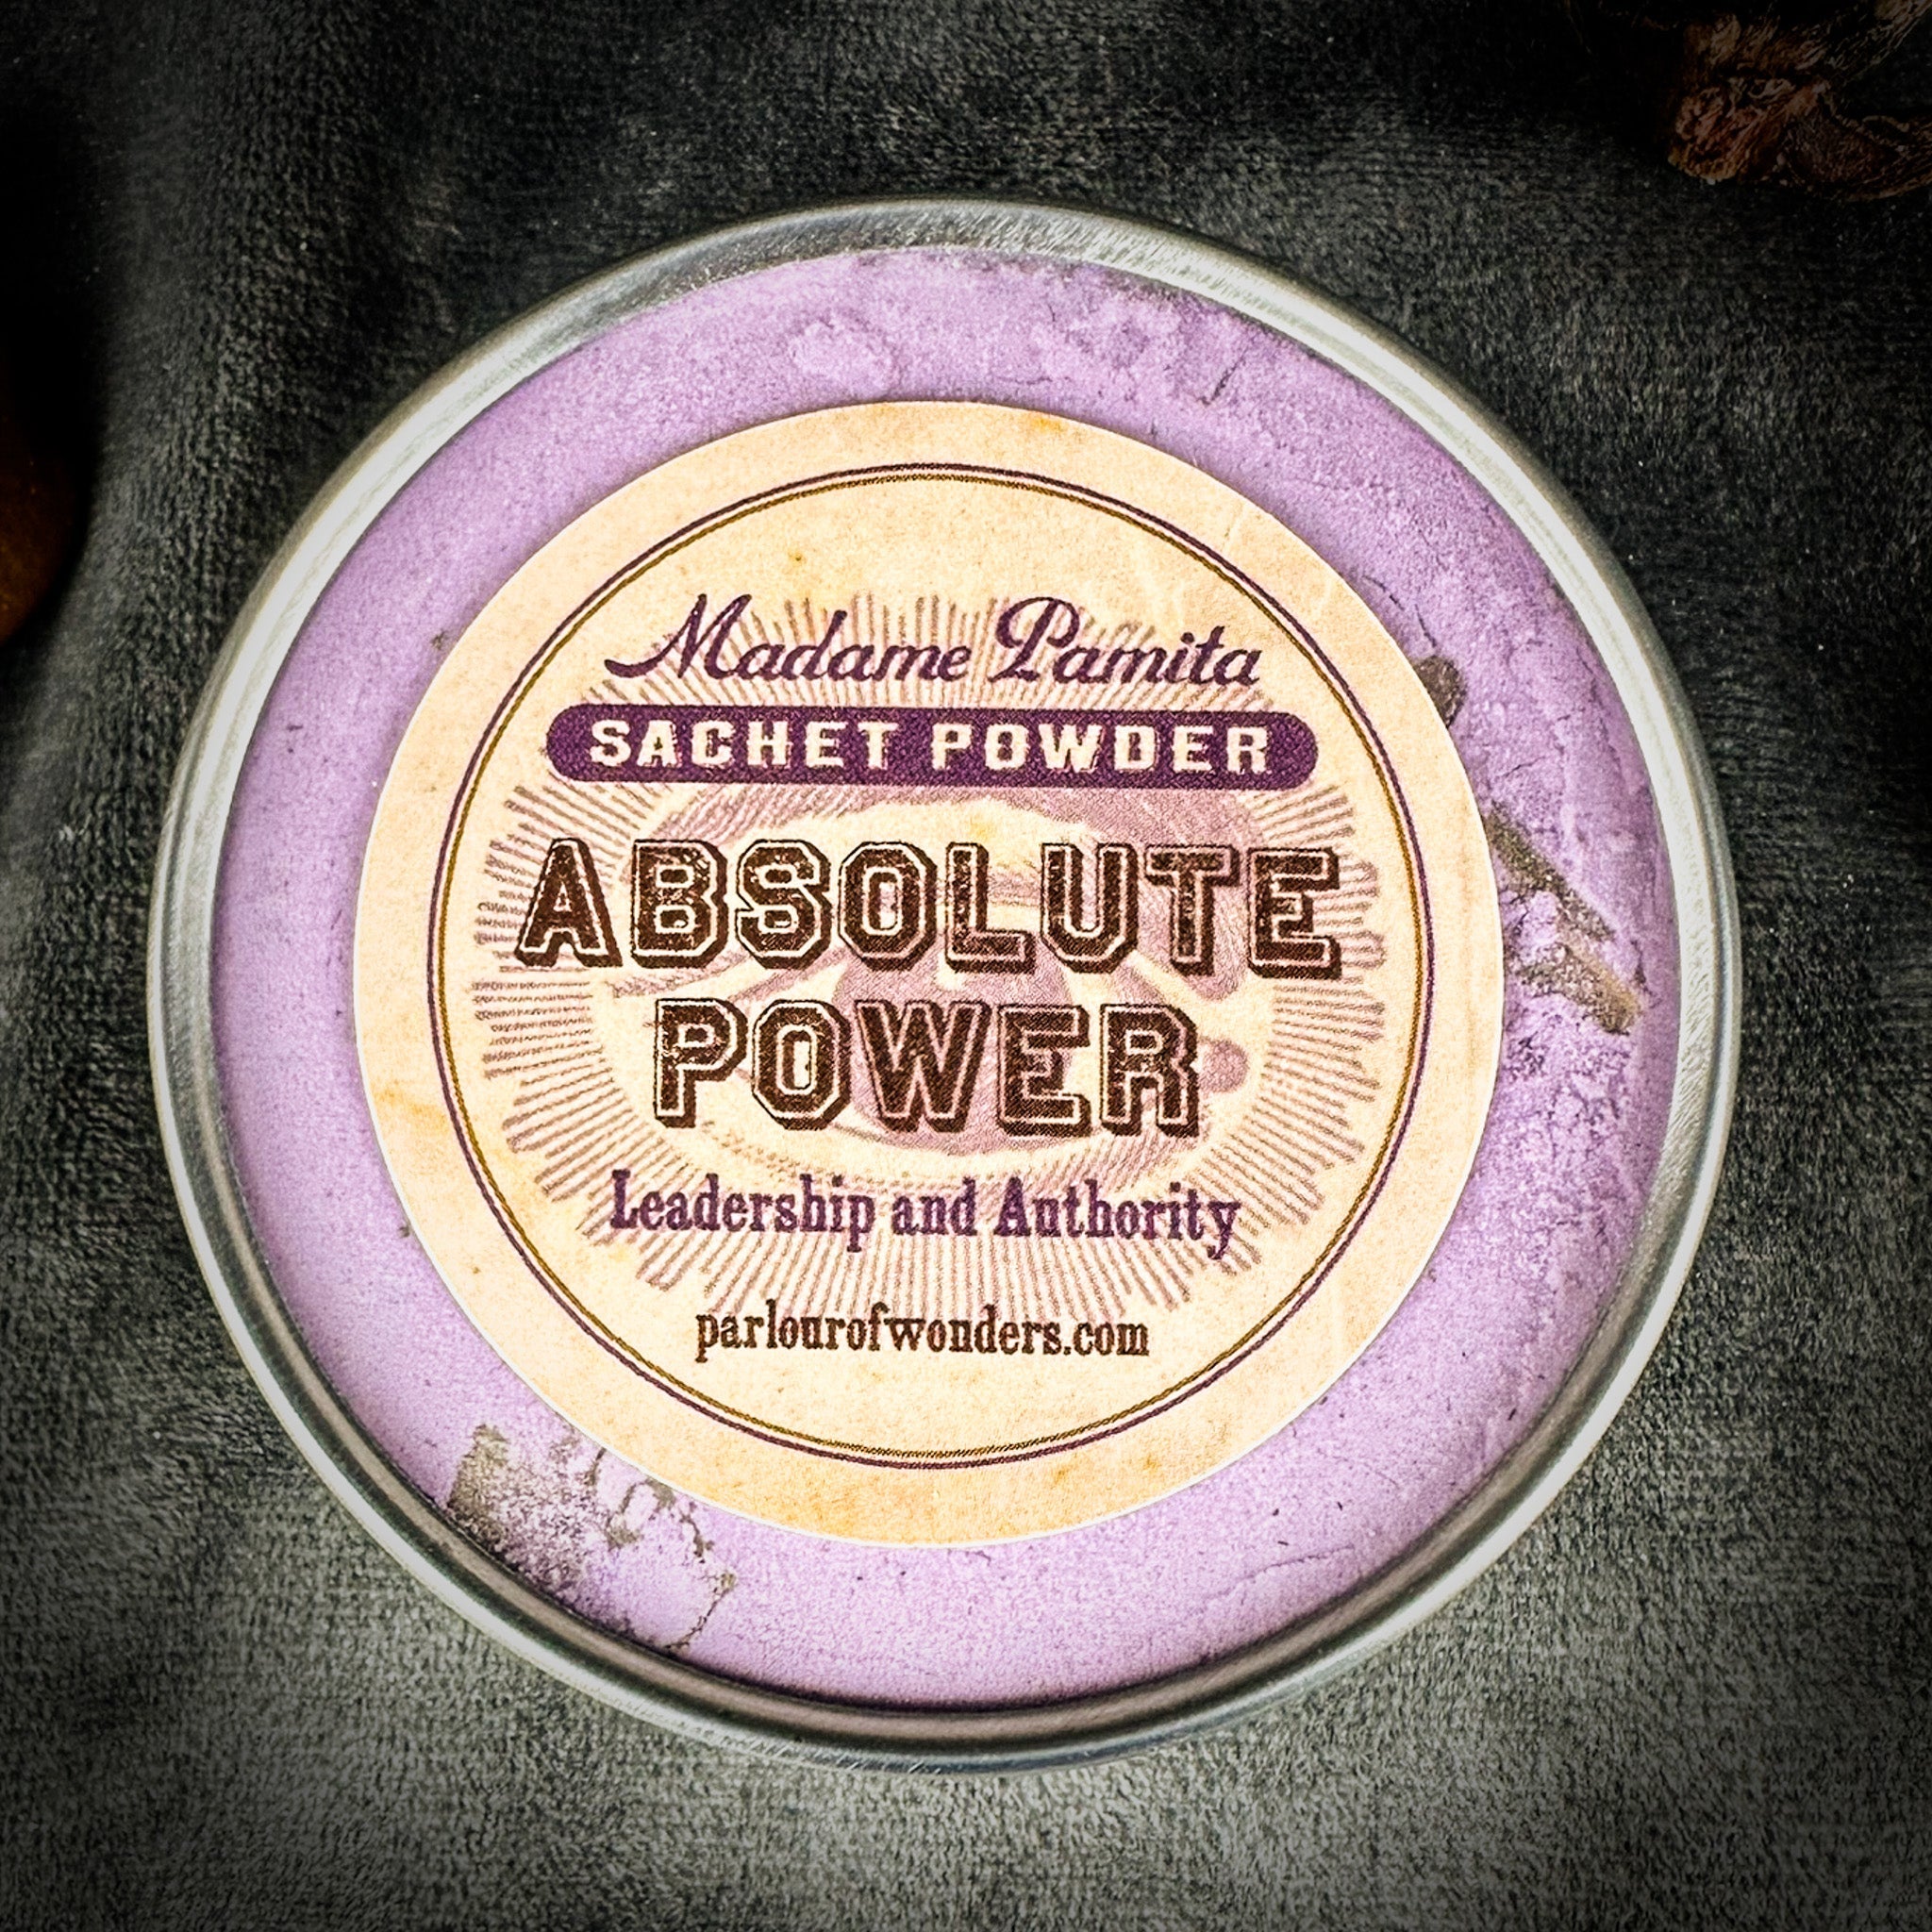 Madame Pamita
SACHET POWDER
ABSOLUTE
POWER
Leadership and Authority
parlourofwonders.com